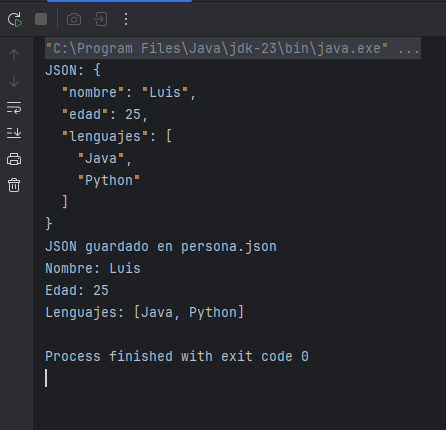 "C:\Program Files\Java\jdk-23\bin\java.exe" ...
JSON: {
  "nombre": "Luis",
  "edad": 25,
  "lenguajes": [
    "Java",
    "Python"
  ]
}
JSON guardado en persona.json
Nombre: Luis
Edad: 25
Lenguajes: [Java, Python]
Process finished with exit code 0